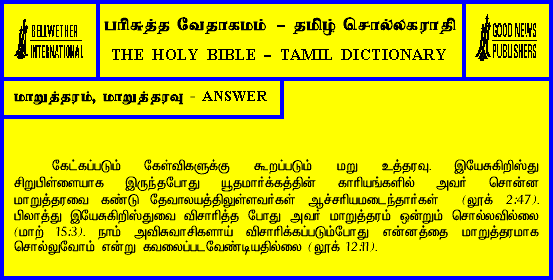 BELLWETHER
INTERNATIONAL
பரிசுத்த வேதாகமம் – தமிழ் சொல்லகராதி
THE HOLY BIBLE – TAMIL DICTIONARY
GOOD NEWS
PUBLISHERS
மாறுத்தரம், மாறுத்தரவு - ANSWER
கேட்கப்படும் கேள்விகளுக்கு கூறப்படும் மறு உத்தரவு. இயேசுகிறிஸ்து
சிறுபிள்ளையாக இருந்தபோது யூதமார்க்கத்தின் காரியங்களில் அவர் சொன்ன
மாறுத்தரவை கண்டு தேவாலயத்திலுள்ளவர்கள் ஆச்சரியமடைந்தார்கள் (லூக் 2:47).
பிலாத்து இயேசுகிறிஸ்துவை விசாரித்த போது அவர் மாறுத்தரம் ஒன்றும் சொல்லவில்லை
(மாற் 15:3). நாம் அவிசுவாசிகளாய் விசாரிக்கப்படும்போது என்னத்தை மாறுத்தரமாக
சொல்லுவோம் என்று கவலைப்படவேண்டியதில்லை (லூக் 12:11).